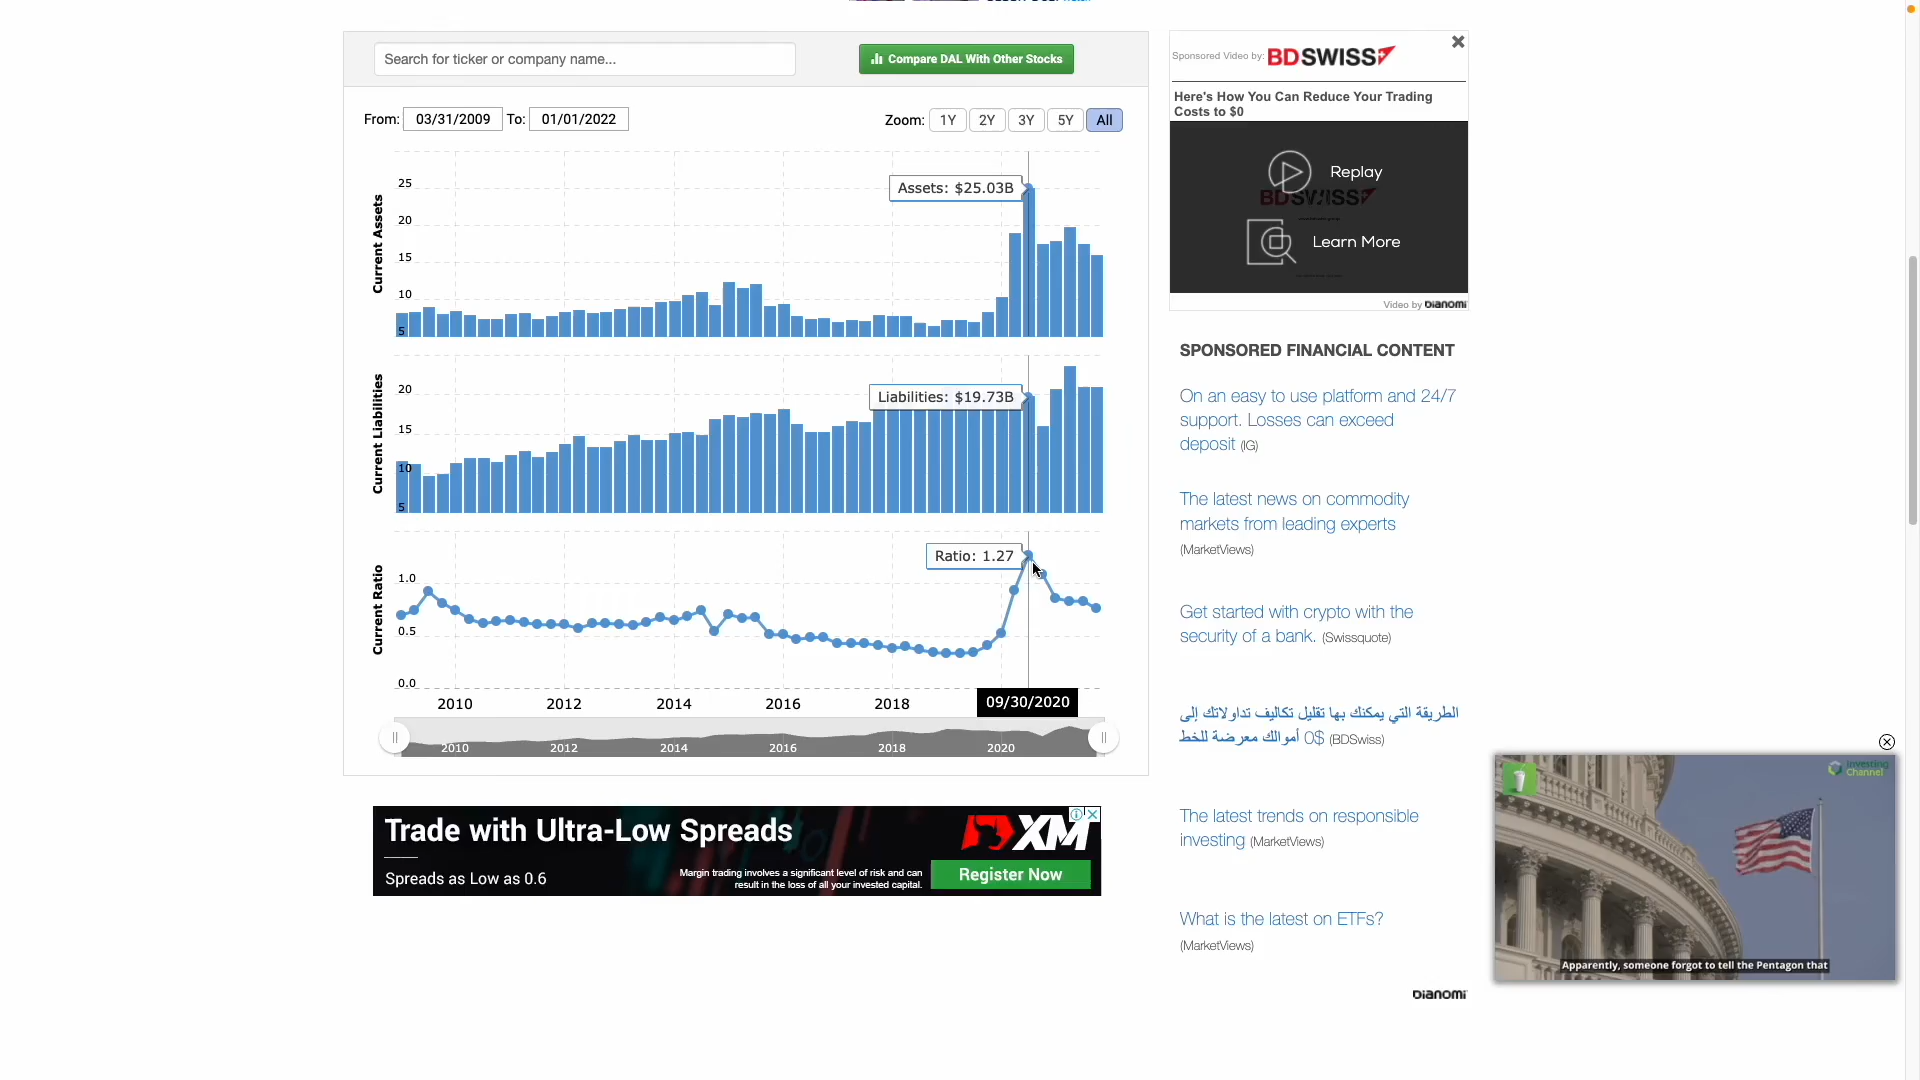 Search for ticker or company name...
Compare DAL With Other Stocks
From: 03/31/2009 To: 01/01/2022
Zoom: 1Y 2Y 3Y 5Y All
Current Assets
25
20
15
10
5
Assets: $25.03B
Current Liabilities
20
15
10
5
Liabilities: $19.73B
Current Ratio
1.0
0.5
0.0
Ratio: 1.27
2010 2012 2014 2016 2018 09/30/2020
2010 2012 2014 2016 2018 2020
Trade with Ultra-Low Spreads
Spreads as Low as 0.6
Margin trading involves a significant level of risk and can
result in the loss of all your invested capital.
XM
Register Now
Sponsored Video by: BDSWISS
Here's How You Can Reduce Your Trading
Costs to $0
Replay
BDSWISS
Learn More
Video by bianomi
SPONSORED FINANCIAL CONTENT
On an easy to use platform and 24/7
support. Losses can exceed
deposit (IG)
The latest news on commodity
markets from leading experts
(MarketViews)
Get started with crypto with the
security of a bank. (Swissquote)
الطريقة التي يمكنك بها تقليل تكاليف تداولاتك إلى
0$ أموالك معرضة للخط (BDSwiss)
The latest trends on responsible
investing (MarketViews)
What is the latest on ETFs?
(MarketViews)
bianomi
Investing
Channel
Apparently, someone forgot to tell the Pentagon that